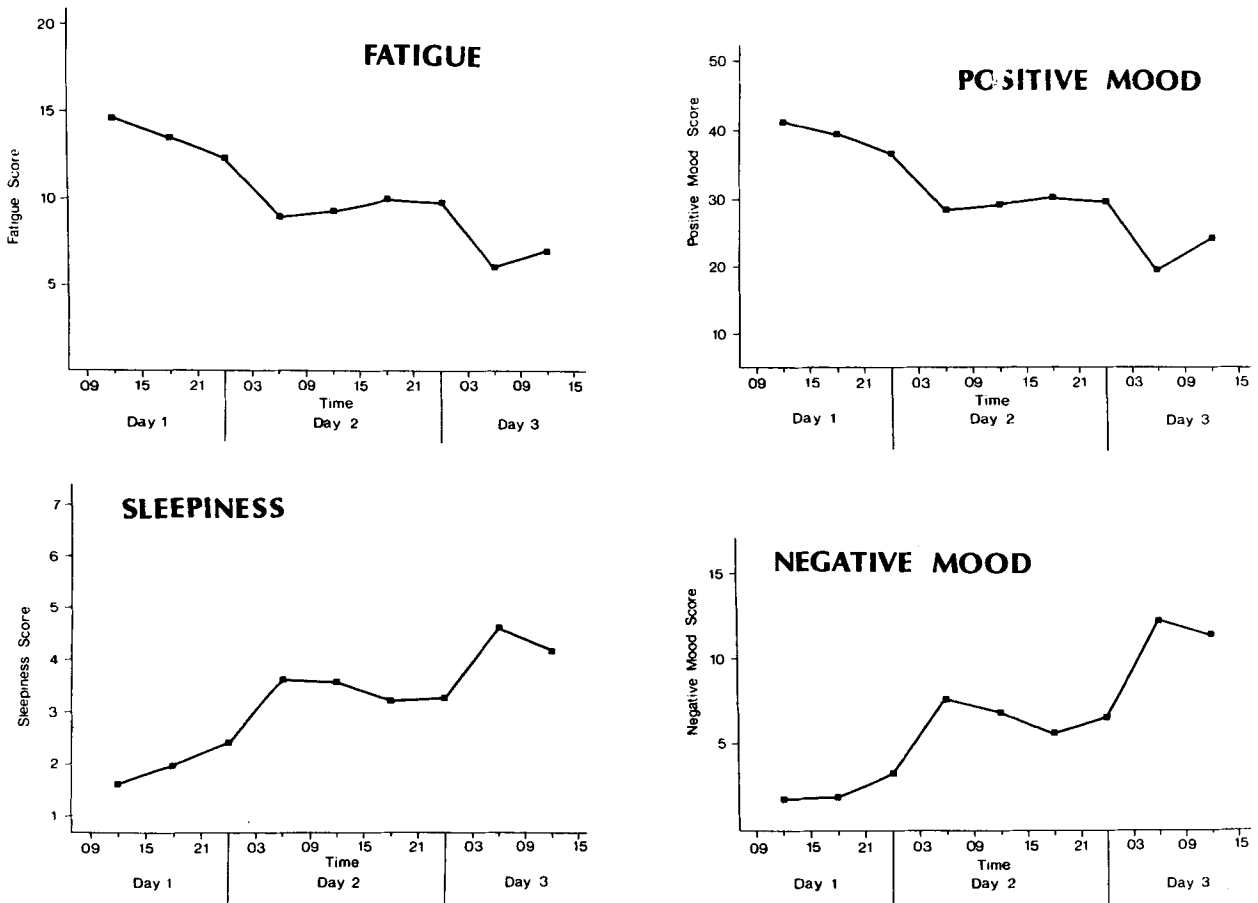 FATIGUE
20
15
10
5
Fatigue Score
09 15 21 03 09 15 21 03 09 15
Time
Day 1 Day 2 Day 3
POSITIVE MOOD
50
40
30
20
10
Positive Mood Score
09 15 21 03 09 15 21 03 09 15
Time
Day 1 Day 2 Day 3
SLEEPINESS
7
6
5
4
3
2
1
Sleepiness Score
09 15 21 03 09 15 21 03 09 15
Time
Day 1 Day 2 Day 3
NEGATIVE MOOD
15
10
5
Negative Mood Score
09 15 21 03 09 15 21 03 09 15
Time
Day 1 Day 2 Day 3